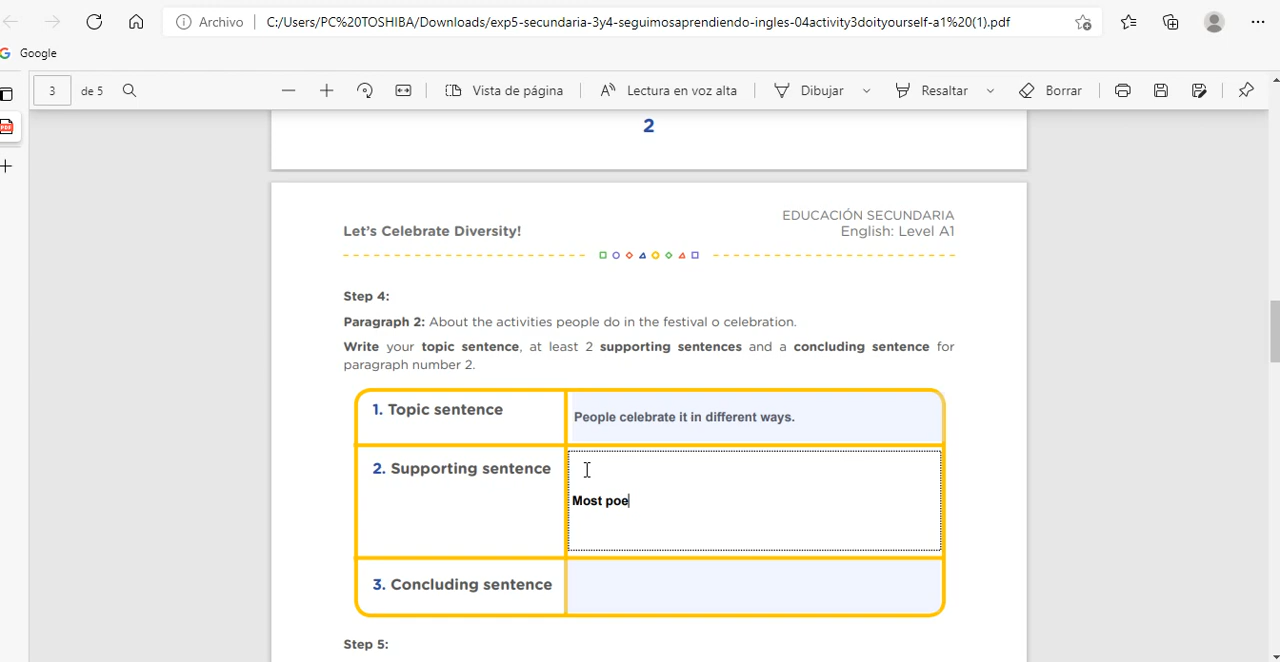 Archivo
C:/Users/PC%20TOSHIBA/Downloads/exp5-secundaria-3y4-seguimosaprendiendo-ingles-04activity3doityourself-a1%20(1).pdf
Google
3 de 5
Vista de página
Lectura en voz alta
Dibujar
Resaltar
Borrar
2
EDUCACIÓN SECUNDARIA
Let's Celebrate Diversity!
English: Level A1
Step 4:
Paragraph 2: About the activities people do in the festival o celebration.
Write your topic sentence, at least 2 supporting sentences and a concluding sentence for
paragraph number 2.
1. Topic sentence
People celebrate it in different ways.
2. Supporting sentence
Most poe
3. Concluding sentence
Step 5: